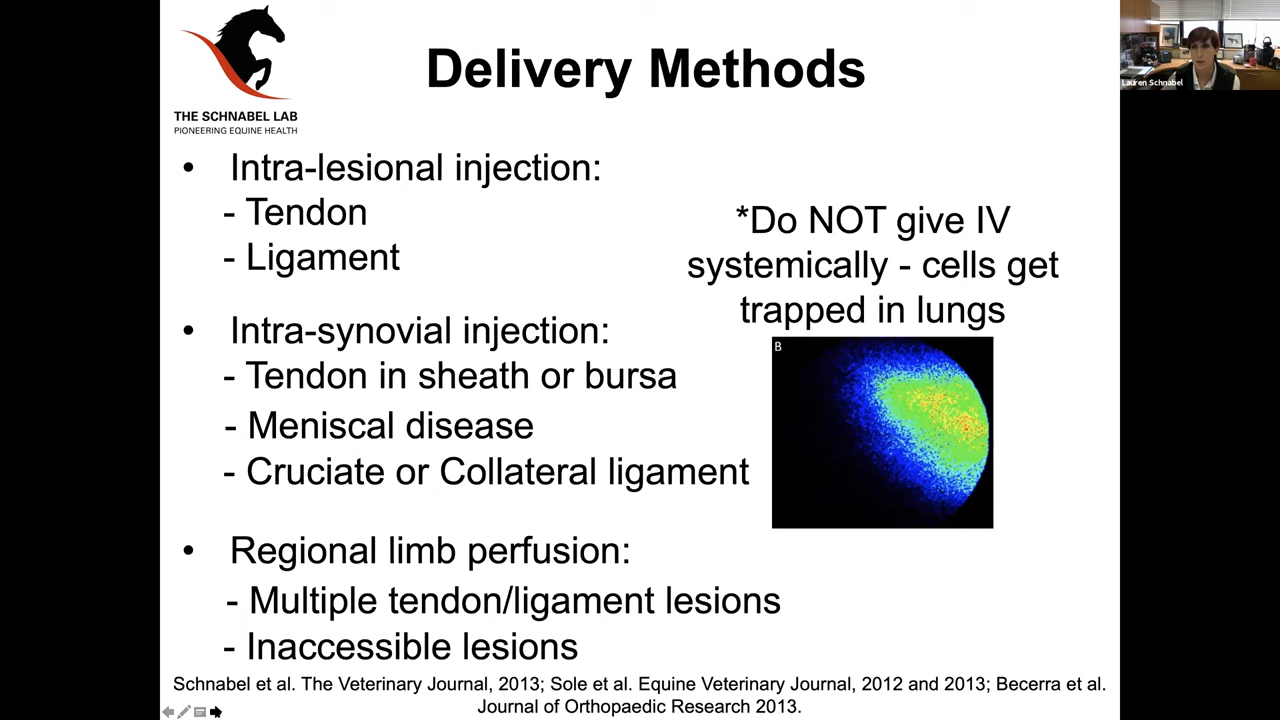 Delivery Methods
THE SCHNABEL LAB
PIONEERING EQUINE HEALTH
Lauren Schnabel
• Intra-lesional injection:
- Tendon
- Ligament
• Intra-synovial injection:
- Tendon in sheath or bursa
- Meniscal disease
- Cruciate or Collateral ligament
• Regional limb perfusion:
- Multiple tendon/ligament lesions
- Inaccessible lesions
*Do NOT give IV
systemically - cells get
trapped in lungs
B
Schnabel et al. The Veterinary Journal, 2013; Sole et al. Equine Veterinary Journal, 2012 and 2013; Becerra et al.
Journal of Orthopaedic Research 2013.